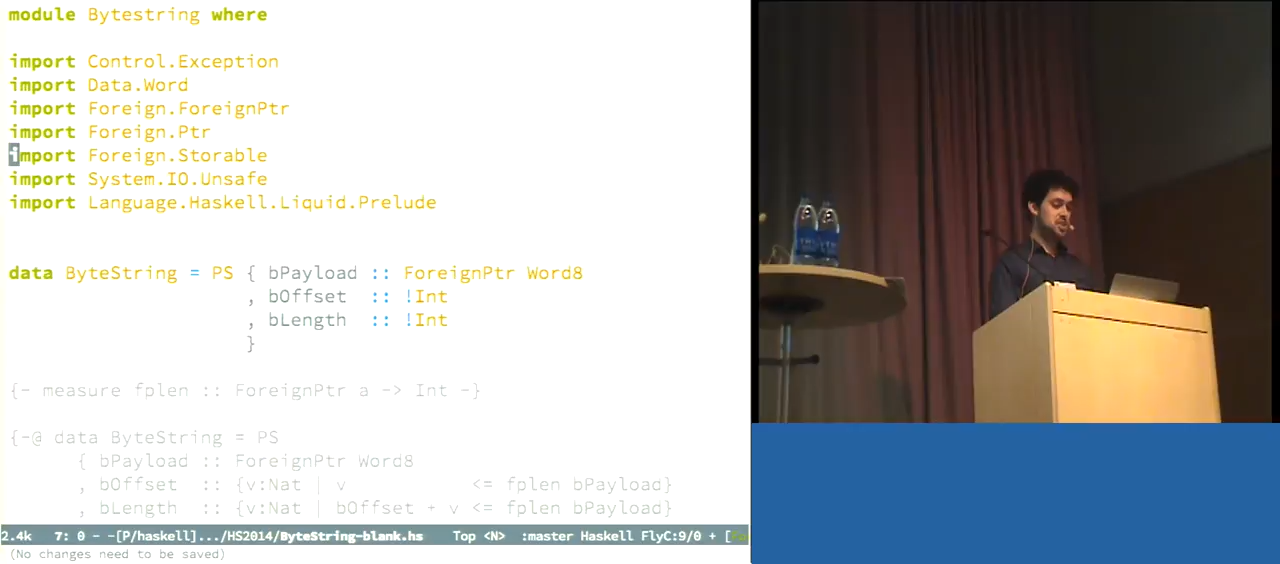 module Bytestring where
import Control.Exception
import Data.Word
import Foreign.ForeignPtr
import Foreign.Ptr
import Foreign.Storable
import System.IO.Unsafe
import Language.Haskell.Liquid.Prelude
data ByteString = PS { bPayload :: ForeignPtr Word8
, bOffset :: !Int
, bLength :: !Int
}
{- measure fplen :: ForeignPtr a -> Int -}
{-@ data ByteString = PS
{ bPayload :: ForeignPtr Word8
, bOffset :: {v:Nat | v <= fplen bPayload}
, bLength :: {v:Nat | bOffset + v <= fplen bPayload}
2.4k 7: 0 - -[P/haskell].../HS2014/ByteString-blank.hs Top <N> :master Haskell FlyC:9/0 + [
(No changes need to be saved)